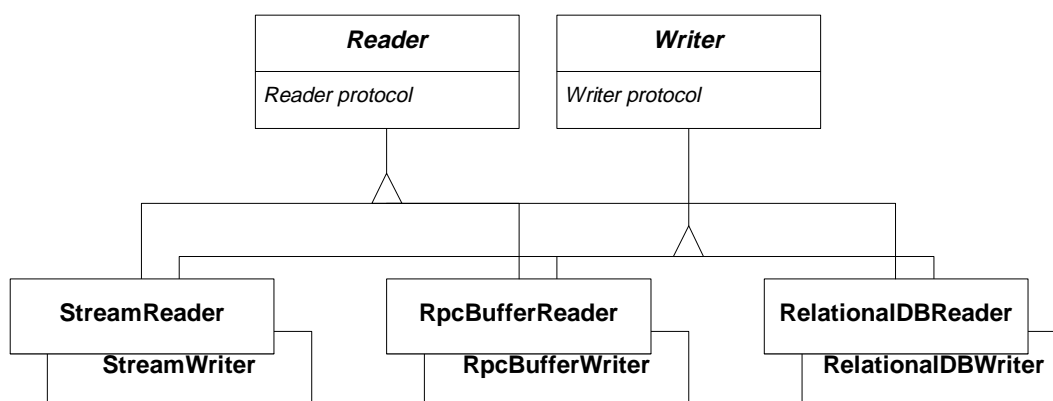 Reader
Writer
Reader protocol
Writer protocol
StreamReader
RpcBufferReader
RelationalDBReader
StreamWriter
RpcBufferWriter
RelationalDBWriter